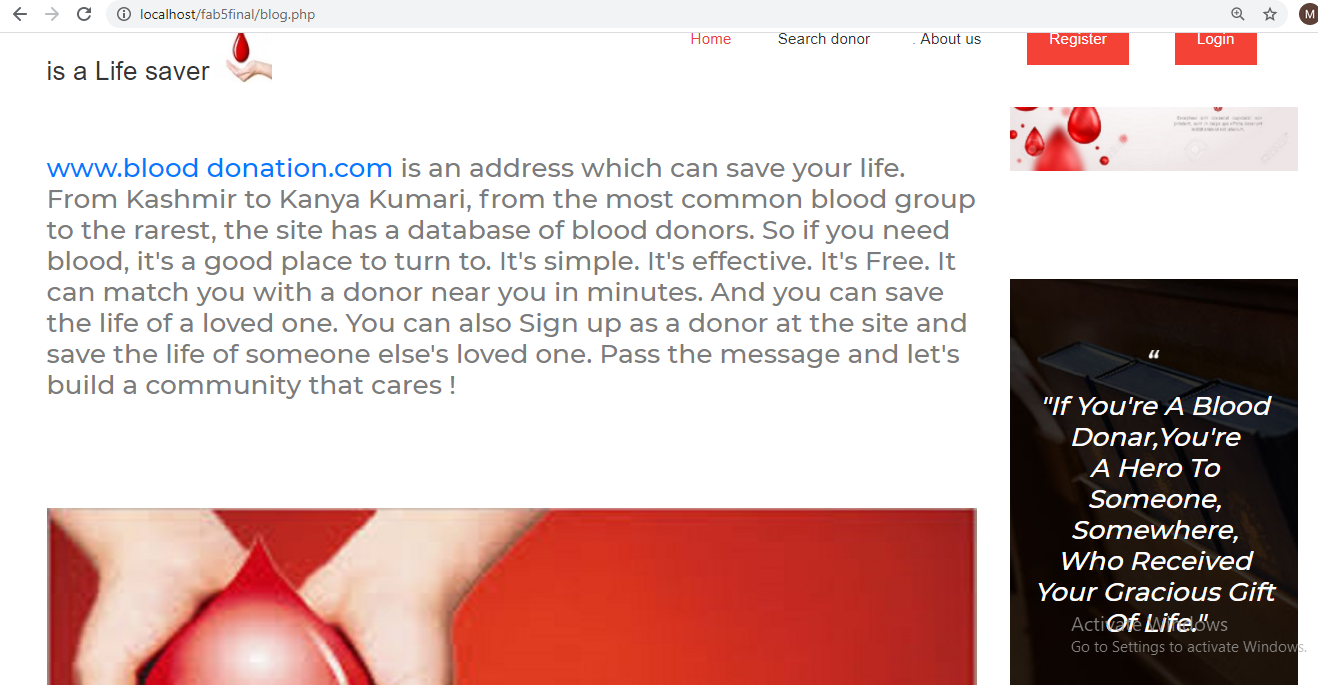 localhost/fab5final/blog.php
M
Home
Search donor
. About us
Register
Login
is a Life saver
www.blood donation.com is an address which can save your life.
From Kashmir to Kanya Kumari, from the most common blood group
to the rarest, the site has a database of blood donors. So if you need
blood, it's a good place to turn to. It's simple. It's effective. It's Free. It
can match you with a donor near you in minutes. And you can save
the life of a loved one. You can also Sign up as a donor at the site and
save the life of someone else's loved one. Pass the message and let's
build a community that cares !
“
"If You're A Blood
Donar,You're
A Hero To
Someone,
Somewhere,
Who Received
Your Gracious Gift
Of Life."
Activate Windows
Go to Settings to activate Windows.